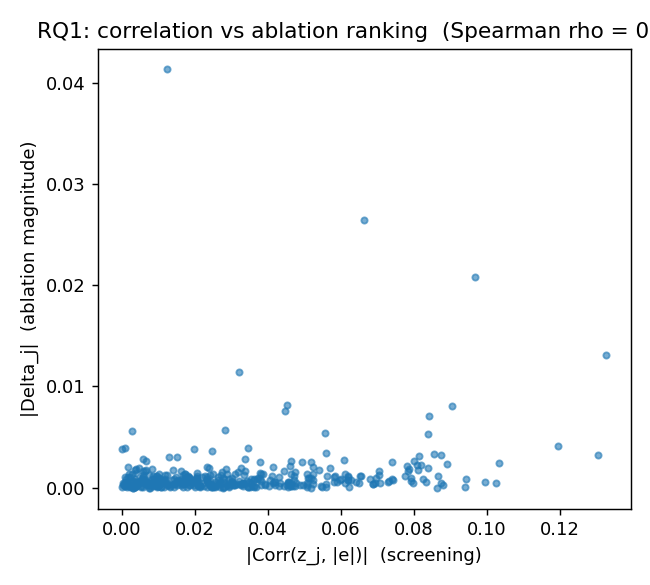 RQ1: correlation vs ablation ranking (Spearman rho = 0
0.04
0.03
0.02
0.01
0.00
|Delta_j| (ablation magnitude)
0.00 0.02 0.04 0.06 0.08 0.10 0.12
|Corr(z_j, |e|)| (screening)